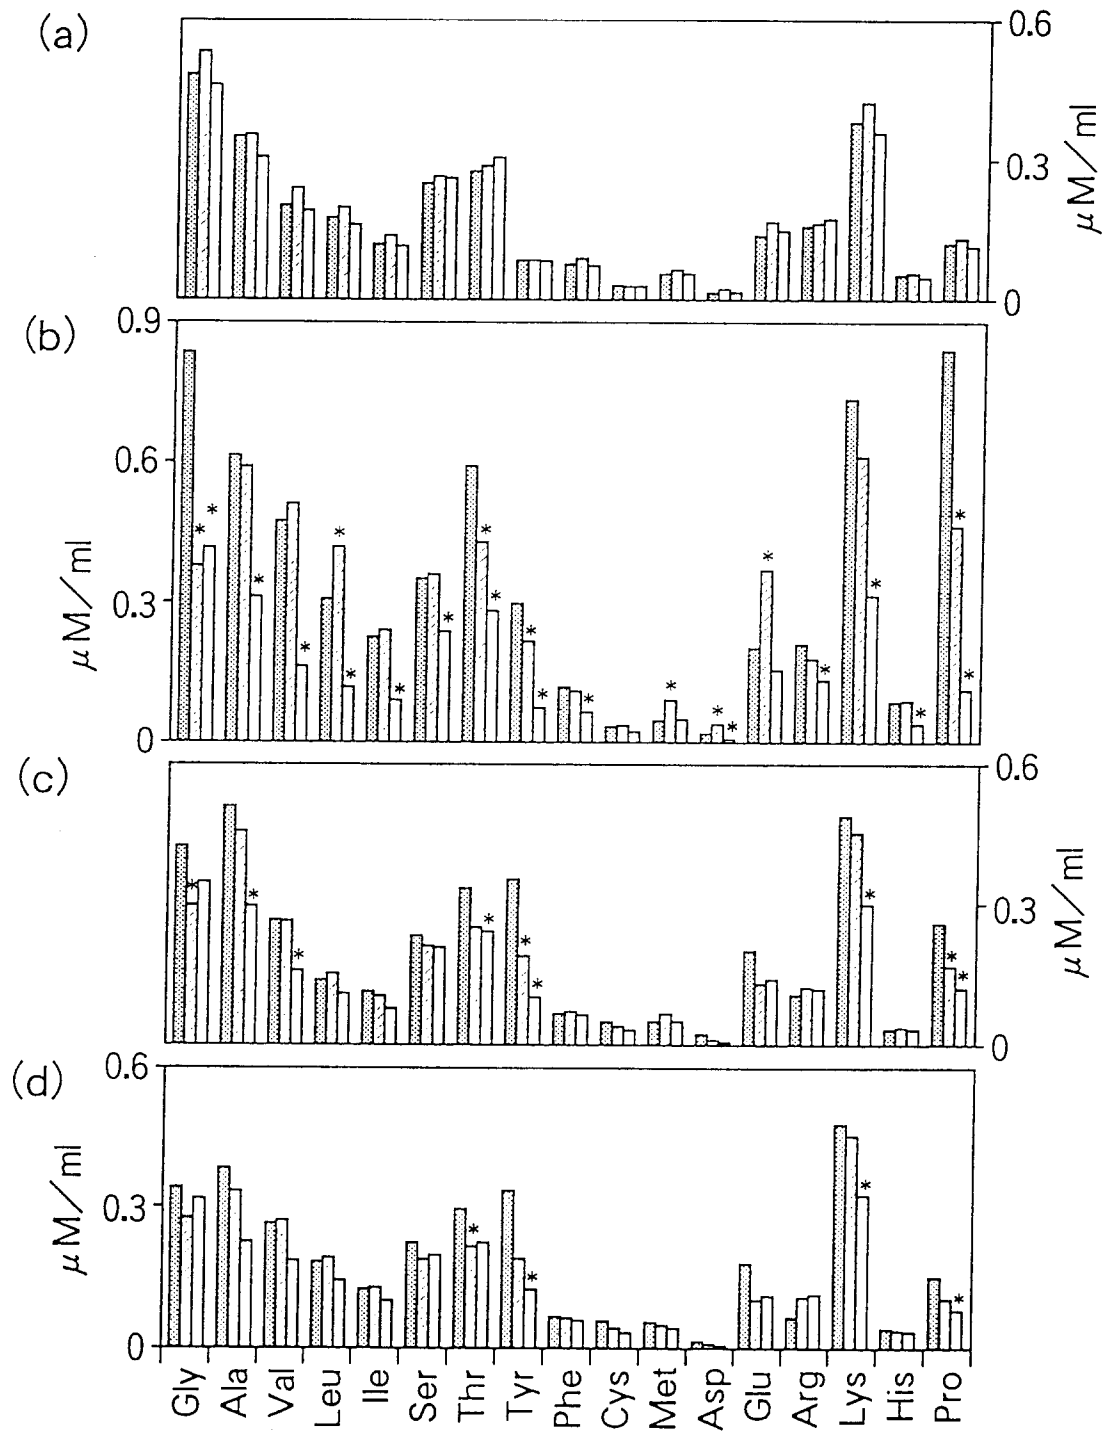 (a)
0.6
0.3
0
μM/ml
(b)
0.9
0.6
0.3
0
μM/ml
* * * * * * * * * * * * * * * * * * * * * * *
(c)
0.6
0.3
0
μM/ml
* * * * * * * * *
(d)
0.6
0.3
0
μM/ml
* * * *
Gly Ala Val Leu Ile Ser Thr Tyr Phe Cys Met Asp Glu Arg Lys His Pro